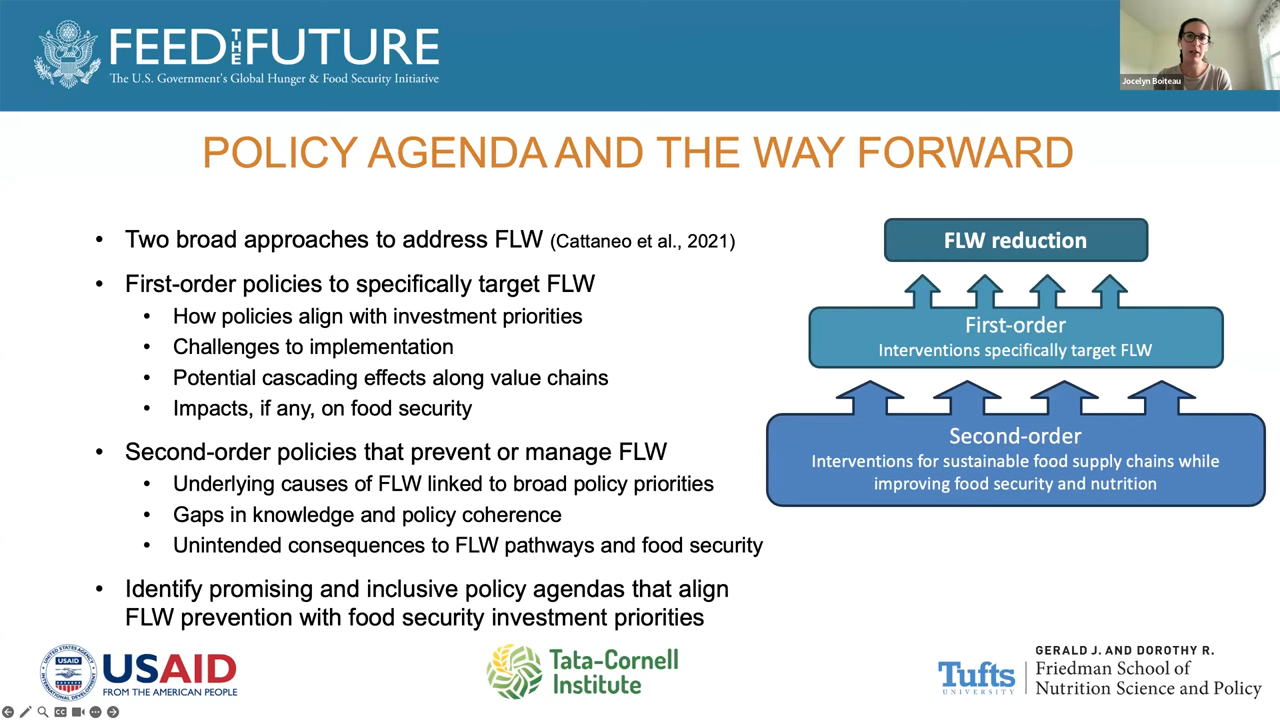 FEED THE FUTURE
The U.S. Government's Global Hunger & Food Security Initiative
Jocelyn Boiteau
POLICY AGENDA AND THE WAY FORWARD
• Two broad approaches to address FLW (Cattaneo et al., 2021)
• First-order policies to specifically target FLW
• How policies align with investment priorities
• Challenges to implementation
• Potential cascading effects along value chains
• Impacts, if any, on food security
• Second-order policies that prevent or manage FLW
• Underlying causes of FLW linked to broad policy priorities
• Gaps in knowledge and policy coherence
• Unintended consequences to FLW pathways and food security
• Identify promising and inclusive policy agendas that align
FLW prevention with food security investment priorities
FLW reduction
First-order
Interventions specifically target FLW
Second-order
Interventions for sustainable food supply chains while
improving food security and nutrition
USAID
USAID
FROM THE AMERICAN PEOPLE
Tata-Cornell
Institute
Tufts
UNIVERSITY
GERALD J. AND DOROTHY R.
Friedman School of
Nutrition Science and Policy
CC